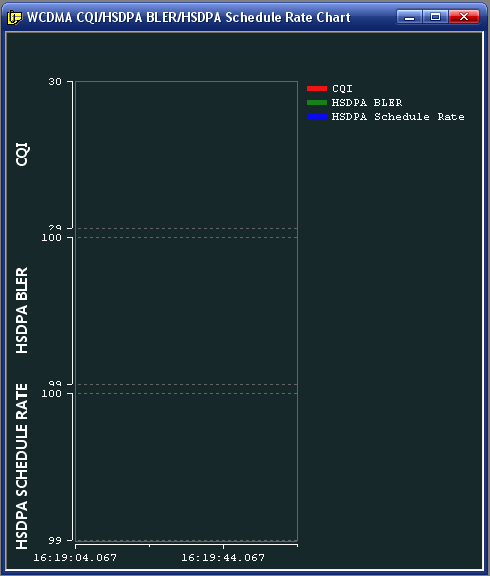 WCDMA CQI/HSDPA BLER/HSDPA Schedule Rate Chart
CQI
HSDPA BLER
HSDPA Schedule Rate
30
CQI
29
100
HSDPA BLER
99
100
HSDPA SCHEDULE RATE
99
16:19:04.067 16:19:44.067